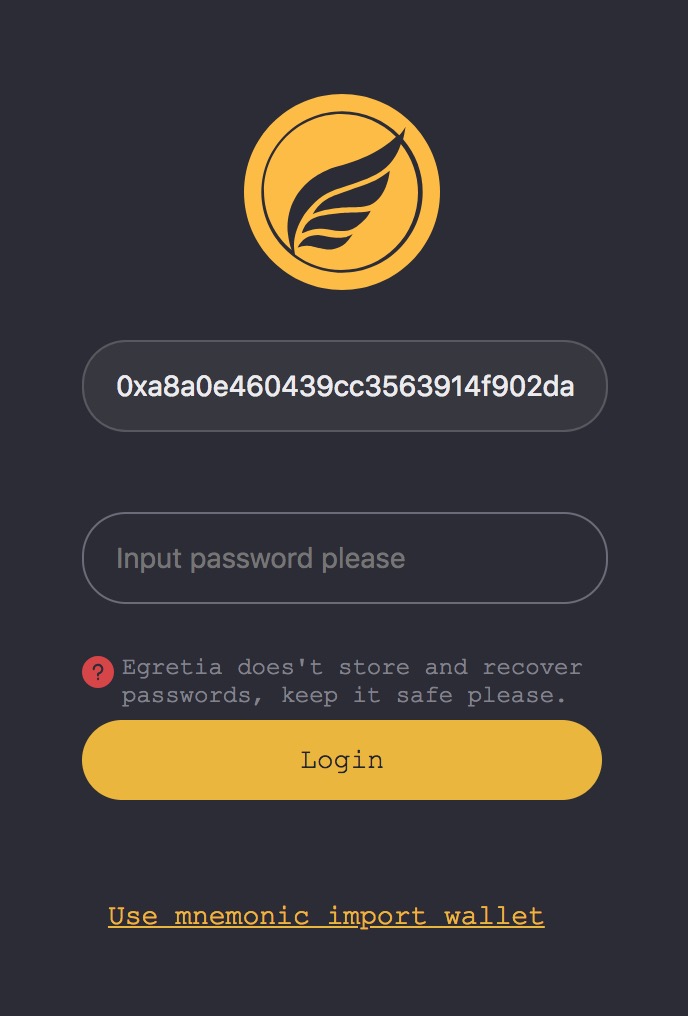 0xa8a0e460439cc3563914f902da
Input password please
?
Egretia does't store and recover
passwords, keep it safe please.
Login
Use mnemonic import wallet